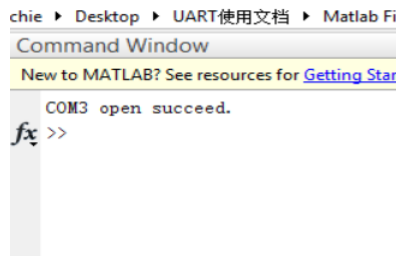 chie ▸ Desktop ▸ UART使用文档 ▸ Matlab Fi
Command Window
New to MATLAB? See resources for Getting Star
COM3 open succeed.
fx >>